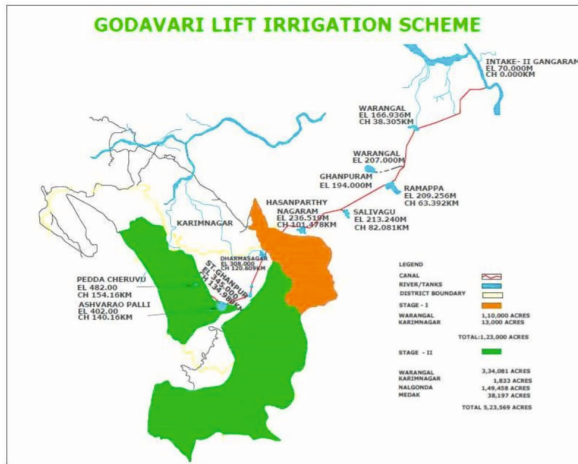 GODAVARI LIFT IRRIGATION SCHEME
INTAKE- II GANGARAM
EL 70.000M
CH 0.000KM
WARANGAL
EL 166.936M
CH 38.305KM
WARANGAL
EL 207.000M
GHANPURAM
EL 194.000M
RAMAPPA
EL 209.256M
CH 63.392KM
HASANPARTHY
NAGARAM
EL 236.519M
CH 101.478KM
SALIVAGU
EL 213.240M
CH 82.081KM
KARIMNAGAR
DHARMASAGAR
EL 308.000
CH 120.609KM
ST.GHANPUR
EL 345.000
PEDDA CHERUVU
EL 482.00
CH 154.16KM
ASHVARAO PALLI
EL 402.00
CH 140.16KM
LEGEND
CANAL
RIVER/TANKS
DISTRICT BOUNDARY
STAGE - I
WARANGAL 1,10,000 ACRES
KARIMNAGAR 13,000 ACRES
TOTAL:1,23,000 ACRES
STAGE - II
WARANGAL 3,34,081 ACRES
KARIMNAGAR 1,833 ACRES
NALGONDA 1,49,458 ACRES
MEDAK 38,197 ACRES
TOTAL 5,23,569 ACRES